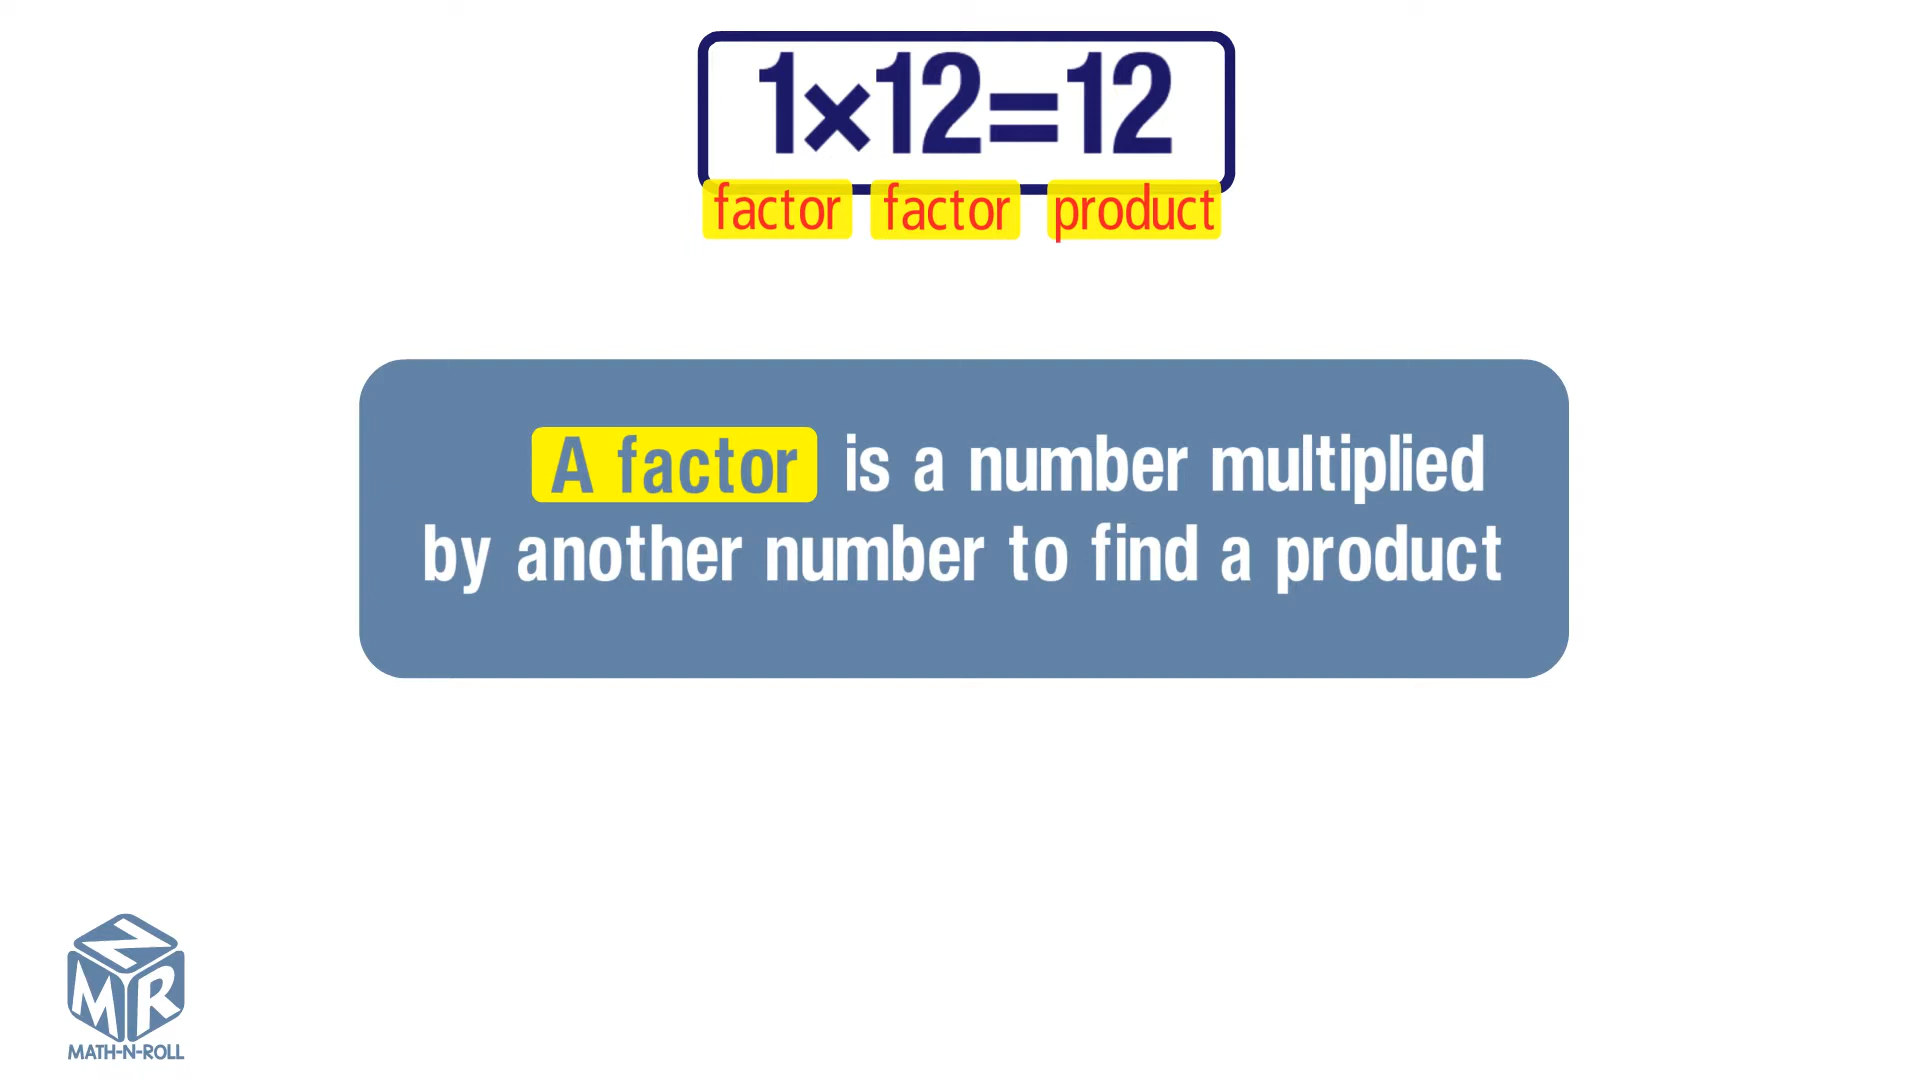 1×12=12
factor factor product
A factor is a number multiplied
by another number to find a product
N
M R
MATH-N-ROLL